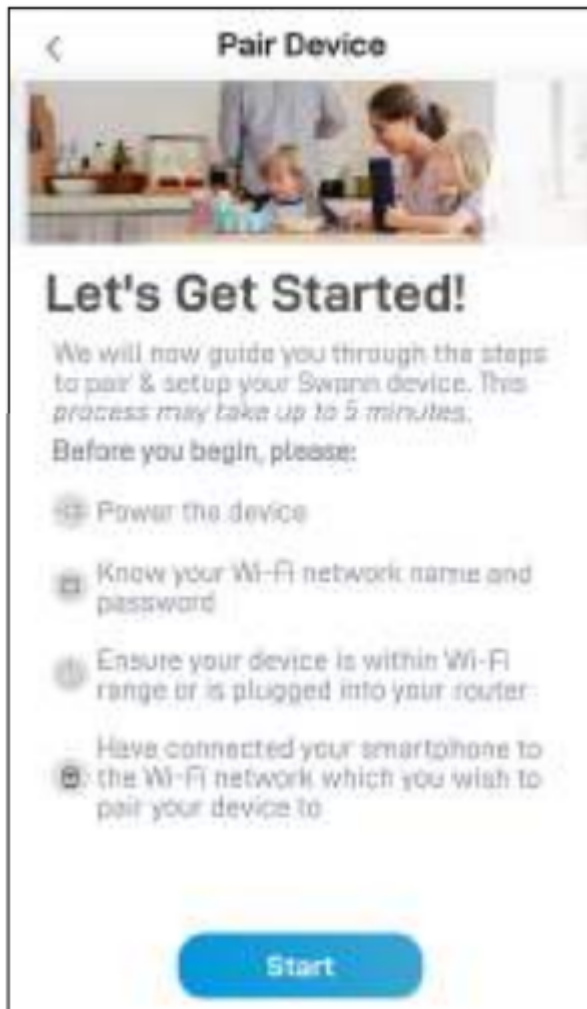 Pair Device
Let's Get Started!
We will now guide you through the steps
to pair & setup your Swann device. This
process may take up to 5 minutes.
Before you begin, please:
Power the device
Know your Wi-Fi network name and
password
Ensure your device is within Wi-Fi
range or is plugged into your router
Have connected your smartphone to
the Wi-Fi network which you wish to
pair your device to
Start